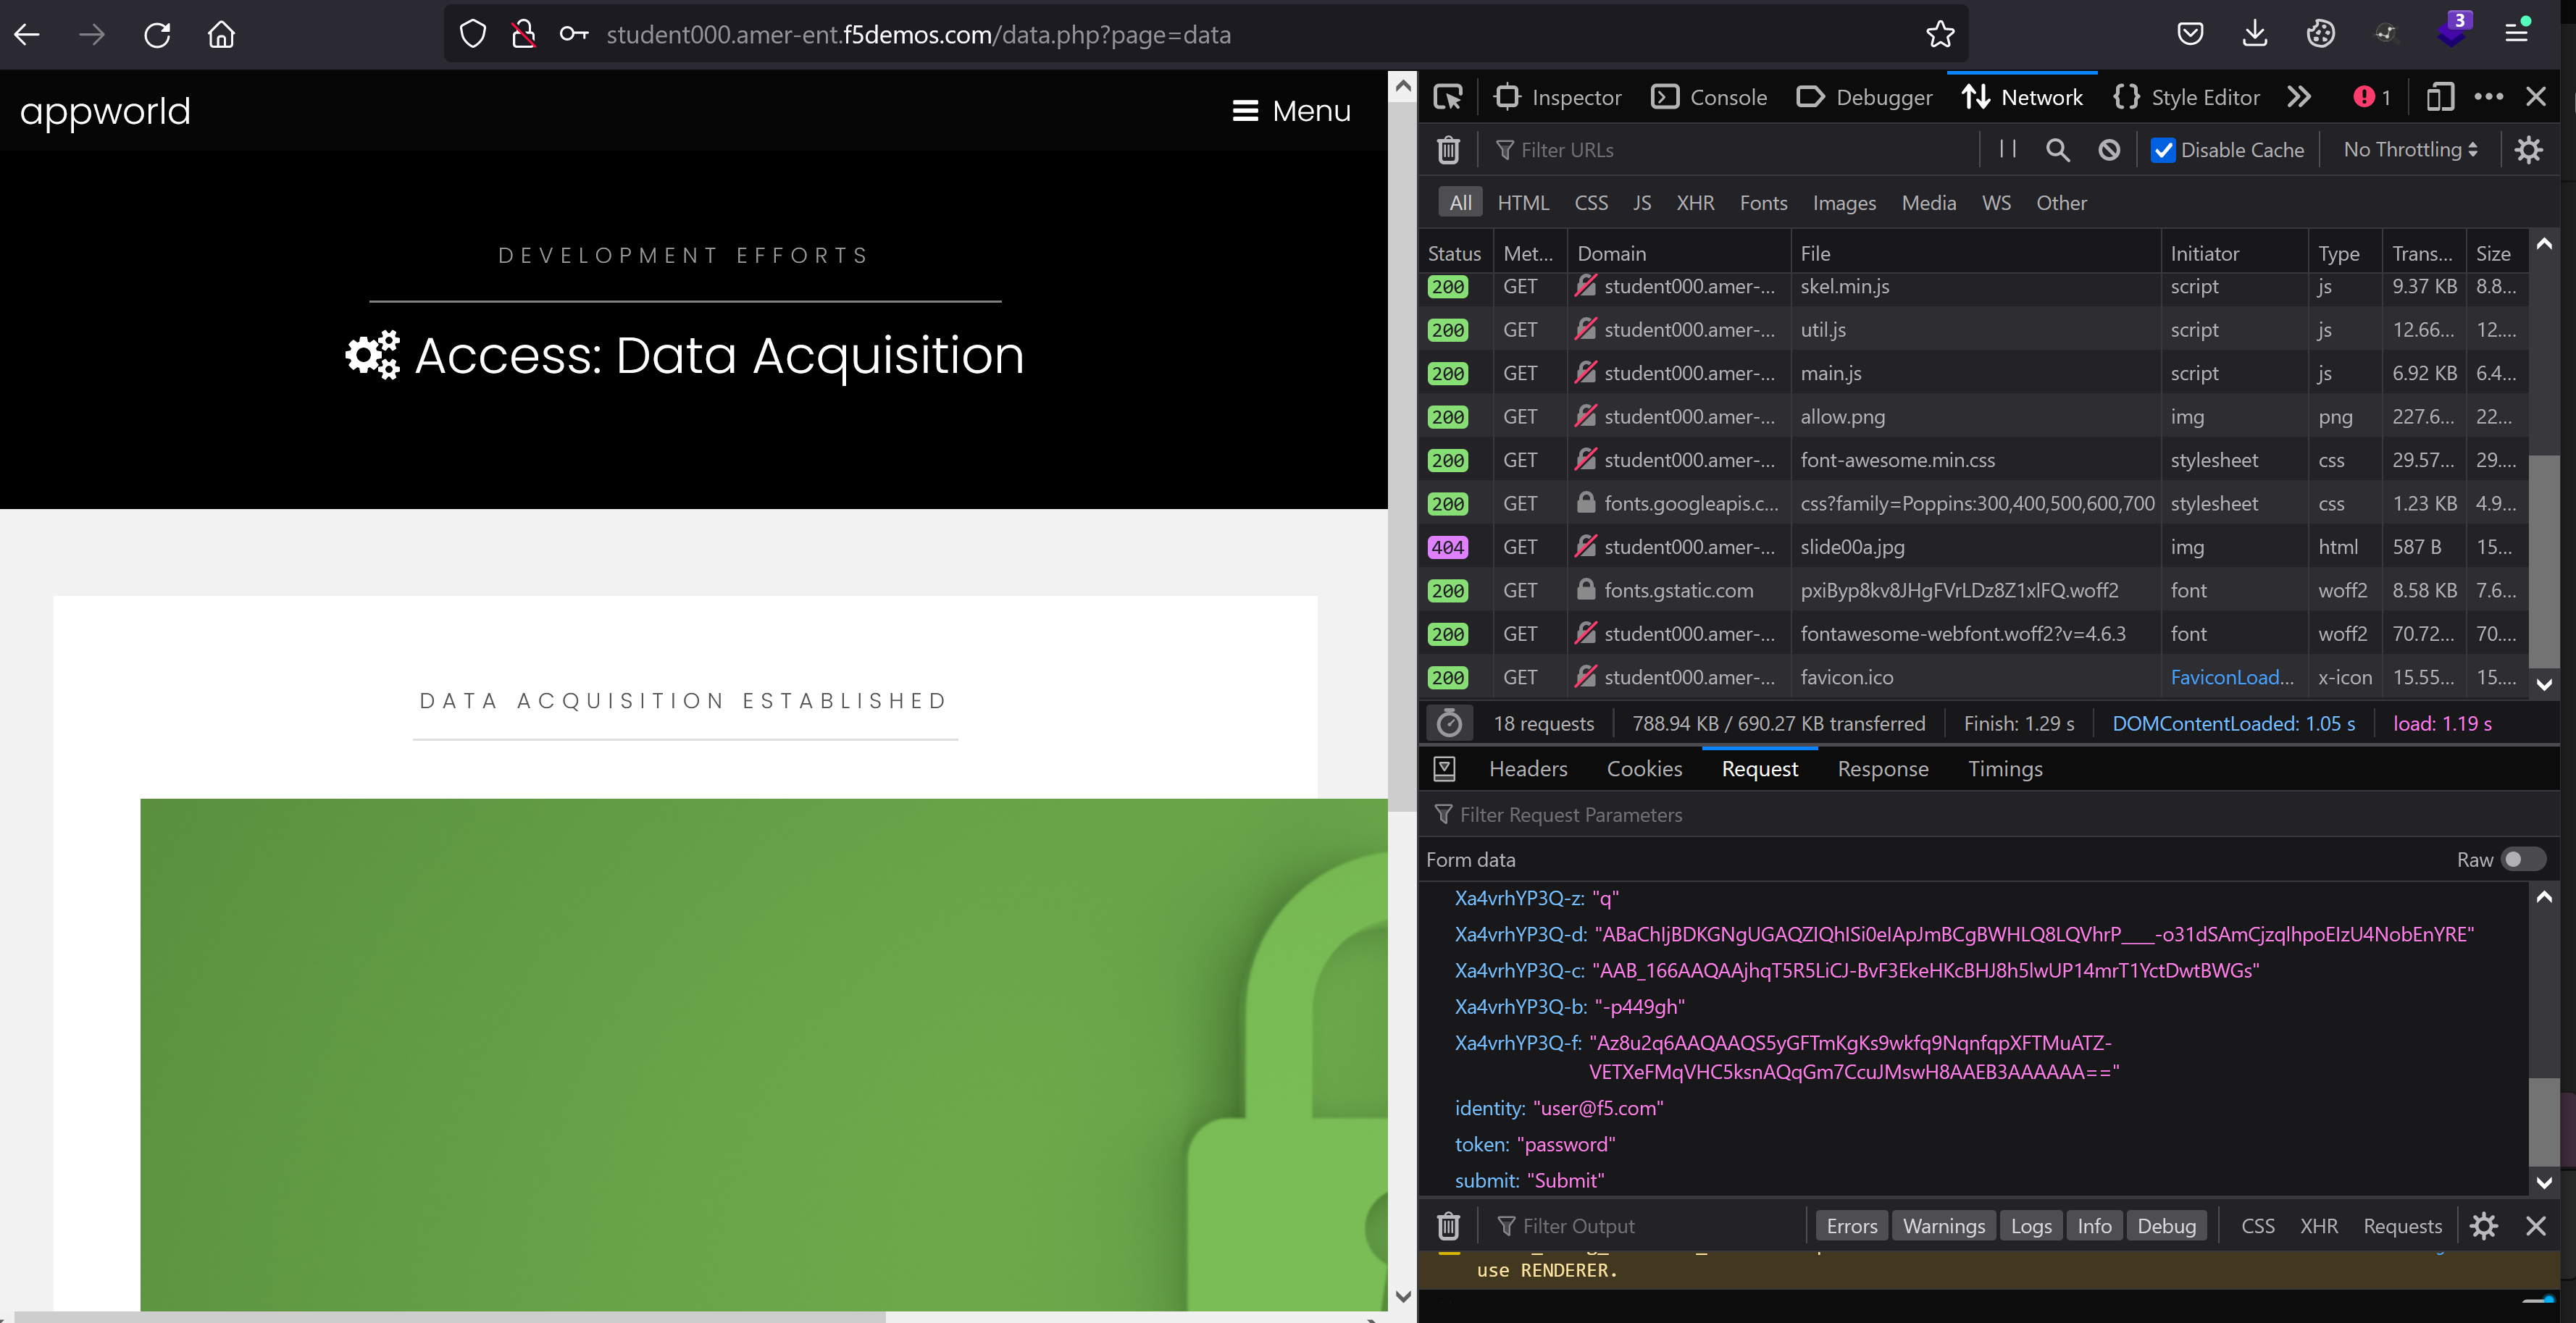 student000.amer-ent.f5demos.com/data.php?page=data
3
appworld
Menu
DEVELOPMENT EFFORTS
Access: Data Acquisition
DATA ACQUISITION ESTABLISHED
Inspector Console Debugger Network Style Editor 1
Filter URLs Disable Cache No Throttling
All HTML CSS JS XHR Fonts Images Media WS Other
Status Met... Domain File Initiator Type Trans... Size
200 GET student000.amer-... skel.min.js script js 9.37 KB 8.8...
200 GET student000.amer-... util.js script js 12.66... 12....
200 GET student000.amer-... main.js script js 6.92 KB 6.4...
200 GET student000.amer-... allow.png img png 227.6... 22...
200 GET student000.amer-... font-awesome.min.css stylesheet css 29.57... 29....
200 GET fonts.googleapis.c... css?family=Poppins:300,400,500,600,700 stylesheet css 1.23 KB 4.9...
404 GET student000.amer-... slide00a.jpg img html 587 B 15...
200 GET fonts.gstatic.com pxiByp8kv8JHgFVrLDz8Z1xlFQ.woff2 font woff2 8.58 KB 7.6...
200 GET student000.amer-... fontawesome-webfont.woff2?v=4.6.3 font woff2 70.72... 70....
200 GET student000.amer-... favicon.ico FaviconLoad... x-icon 15.55... 15....
18 requests 788.94 KB / 690.27 KB transferred Finish: 1.29 s DOMContentLoaded: 1.05 s load: 1.19 s
Headers Cookies Request Response Timings
Filter Request Parameters
Form data Raw
Xa4vrhYP3Q-z: "q"
Xa4vrhYP3Q-d: "ABaChIjBDKGNgUGAQZIQhISi0eIApJmBCgBWHLQ8LQVhrP___-o31dSAmCjzqlhpoEIzU4NobEnYRE"
Xa4vrhYP3Q-c: "AAB_166AAQAAjhqT5R5LiCJ-BvF3EkeHKcBHJ8h5lwUP14mrT1YctDwtBWGs"
Xa4vrhYP3Q-b: "-p449gh"
Xa4vrhYP3Q-f: "Az8u2q6AAQAAQS5yGFTmKgKs9wkfq9NqnfqpXFTMuATZ-
VETXeFMqVHC5ksnAQqGm7CcuJMswH8AAEB3AAAAAA=="
identity: "user@f5.com"
token: "password"
submit: "Submit"
Filter Output Errors Warnings Logs Info Debug CSS XHR Requests
use RENDERER.